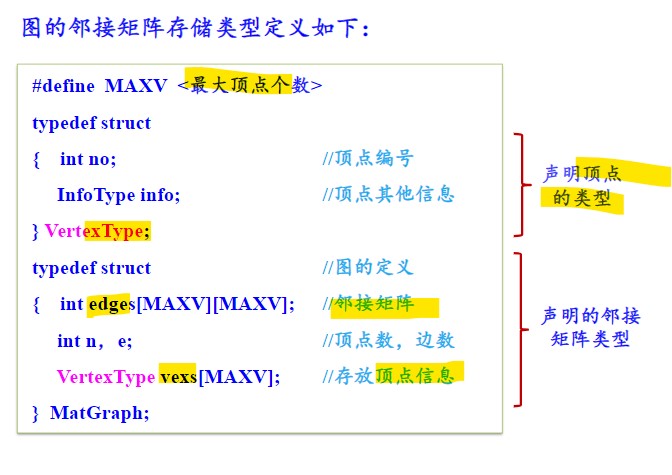 图的邻接矩阵存储类型定义如下：
#define MAXV <最大顶点个数>
typedef struct
{ int no; //顶点编号
InfoType info; //顶点其他信息
} VertexType;
声明顶点
的类型
typedef struct //图的定义
{ int edges[MAXV][MAXV]; //邻接矩阵
int n，e; //顶点数，边数
VertexType vexs[MAXV]; //存放顶点信息
} MatGraph;
声明的邻接
矩阵类型